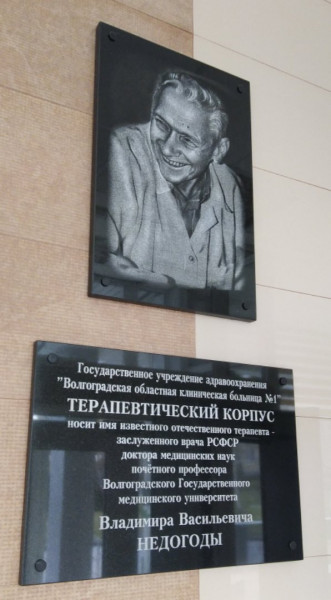 Государственное учреждение здравоохранения
"Волгоградская областная клиническая больница №1"
ТЕРАПЕВТИЧЕСКИЙ КОРПУС
носит имя известного отечественного терапевта -
заслуженного врача РСФСР
доктора медицинских наук
почётного профессора
Волгоградского Государственного
медицинского университета
Владимира Васильевича
НЕДОГОДЫ